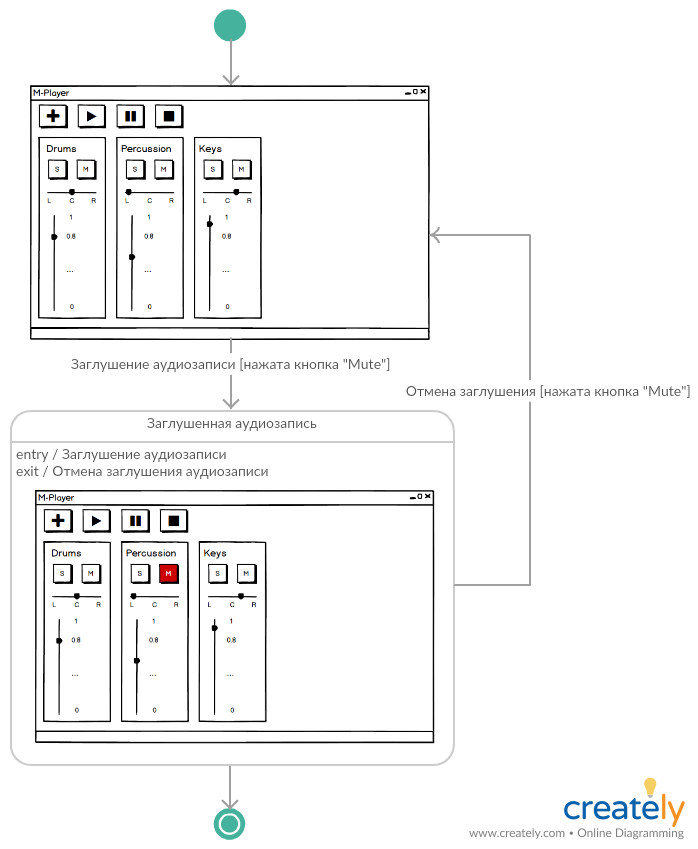 M-Player
Drums Percussion Keys
S M S M S M
L C R L C R L C R
1 1 1
0.8 0.8 0.8
... ... ...
0 0 0
Заглушение аудиозаписи [нажата кнопка "Mute"]
Отмена заглушения [нажата кнопка "Mute"]
Заглушенная аудиозапись
entry / Заглушение аудиозаписи
exit / Отмена заглушения аудиозаписи
M-Player
Drums Percussion Keys
S M S M S M
L C R L C R L C R
1 1 1
0.8 0.8 0.8
... ... ...
0 0 0
creately
www.creately.com • Online Diagramming